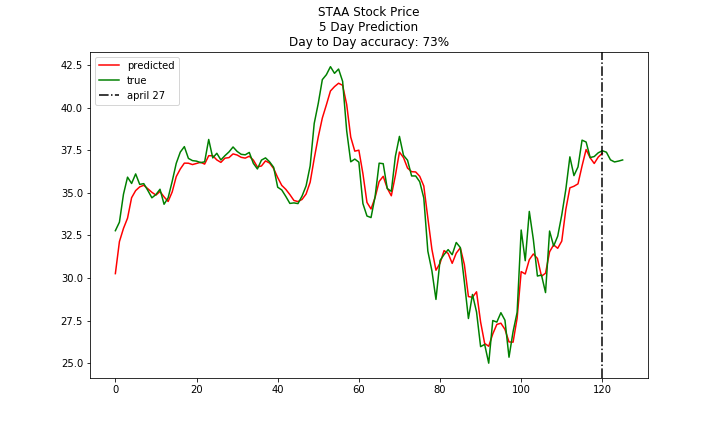 STAA Stock Price
5 Day Prediction
Day to Day accuracy: 73%
predicted
true
april 27
42.5
40.0
37.5
35.0
32.5
30.0
27.5
25.0
0 20 40 60 80 100 120